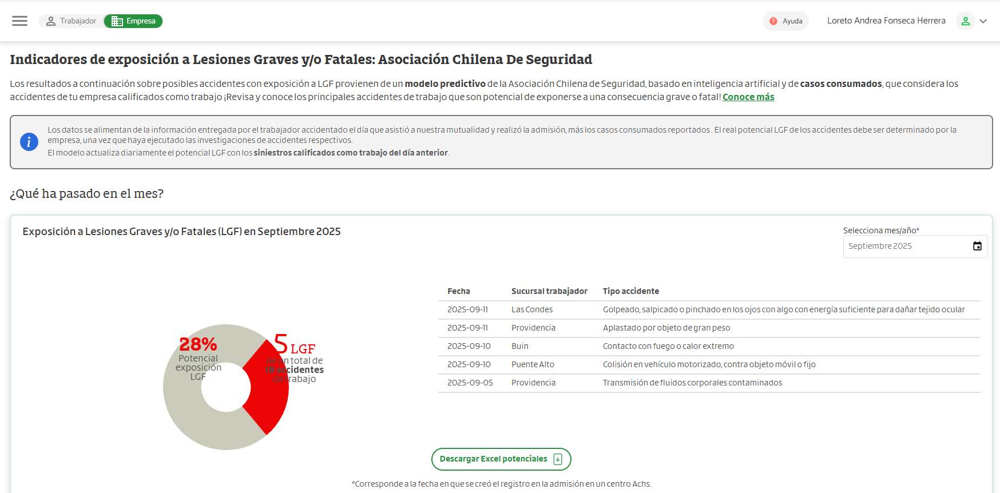 Trabajador
Empresa
Ayuda
Loreto Andrea Fonseca Herrera
Indicadores de exposición a Lesiones Graves y/o Fatales: Asociación Chilena De Seguridad
Los resultados a continuación sobre posibles accidentes con exposición a LGF provienen de un modelo predictivo de la Asociación Chilena de Seguridad, basado en inteligencia artificial y de casos consumados, que considera los
accidentes de tu empresa calificados como trabajo ¡Revisa y conoce los principales accidentes de trabajo que son potencial de exponerse a una consecuencia grave o fatal! Conoce más
Los datos se alimentan de la información entregada por el trabajador accidentado el día que asistió a nuestra mutualidad y realizó la admisión, más los casos consumados reportados . El real potencial LGF de los accidentes debe ser determinado por la
empresa, una vez que haya ejecutado las investigaciones de accidentes respectivos.
El modelo actualiza diariamente el potencial LGF con los siniestros calificados como trabajo del día anterior.
¿Qué ha pasado en el mes?
Exposición a Lesiones Graves y/o Fatales (LGF) en Septiembre 2025
Selecciona mes/año*
Septiembre 2025
28%
Potencial
exposición
LGF
5 LGF
de un total de
18 accidentes
de trabajo
Fecha Sucursal trabajador Tipo accidente
2025-09-11 Las Condes Golpeado, salpicado o pinchado en los ojos con algo con energía suficiente para dañar tejido ocular
2025-09-11 Providencia Aplastado por objeto de gran peso
2025-09-10 Buin Contacto con fuego o calor extremo
2025-09-10 Puente Alto Colisión en vehículo motorizado, contra objeto móvil o fijo
2025-09-05 Providencia Transmisión de fluidos corporales contaminados
Descargar Excel potenciales
*Corresponde a la fecha en que se creó el registro en la admisión en un centro Achs.